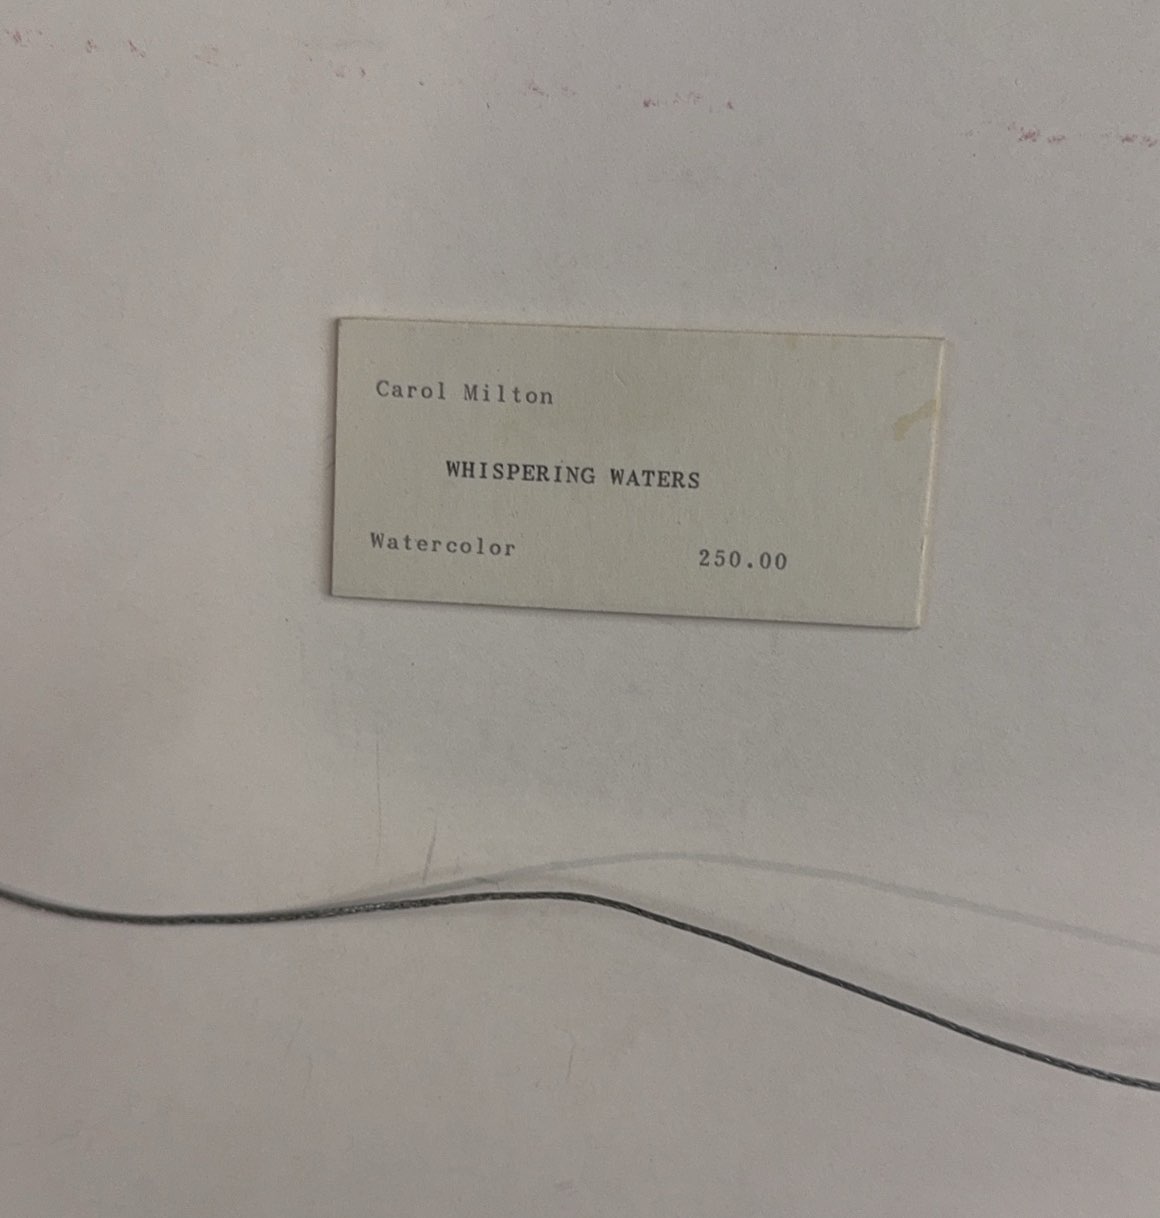 Carol Milton
WHISPERING WATERS
Watercolor 250.00